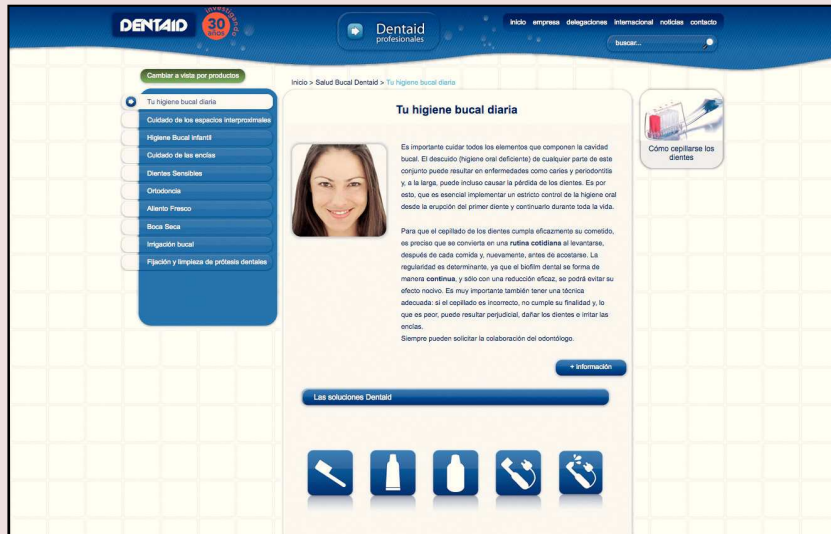 DENTAID
investigando
30
años
Dentaid
profesionales
inicio empresa delegaciones internacional noticias contacto
buscar...
Cambiar a vista por productos
Tu higiene bucal diaria
Cuidado de los espacios interproximales
Higiene Bucal Infantil
Cuidado de las encías
Dientes Sensibles
Ortodoncia
Aliento Fresco
Boca Seca
Irrigación bucal
Fijación y limpieza de prótesis dentales
Inicio > Salud Bucal Dentaid > Tu higiene bucal diaria
Tu higiene bucal diaria
Es importante cuidar todos los elementos que componen la cavidad
bucal. El descuido (higiene oral deficiente) de cualquier parte de este
conjunto puede resultar en enfermedades como caries y periodontitis
y, a la larga, puede incluso causar la pérdida de los dientes. Es por
esto, que es esencial implementar un estricto control de la higiene oral
desde la erupción del primer diente y continuarlo durante toda la vida.
Para que el cepillado de los dientes cumpla eficazmente su cometido,
es preciso que se convierta en una rutina cotidiana al levantarse,
después de cada comida y, nuevamente, antes de acostarse. La
regularidad es determinante, ya que el biofilm dental se forma de
manera continua, y sólo con una reducción eficaz, se podrá evitar su
efecto nocivo. Es muy importante también tener una técnica
adecuada: si el cepillado es incorrecto, no cumple su finalidad y, lo
que es peor, puede resultar perjudicial, dañar los dientes e irritar las
encías.
Siempre pueden solicitar la colaboración del odontólogo.
+ información
Las soluciones Dentaid
Cómo cepillarse los
dientes